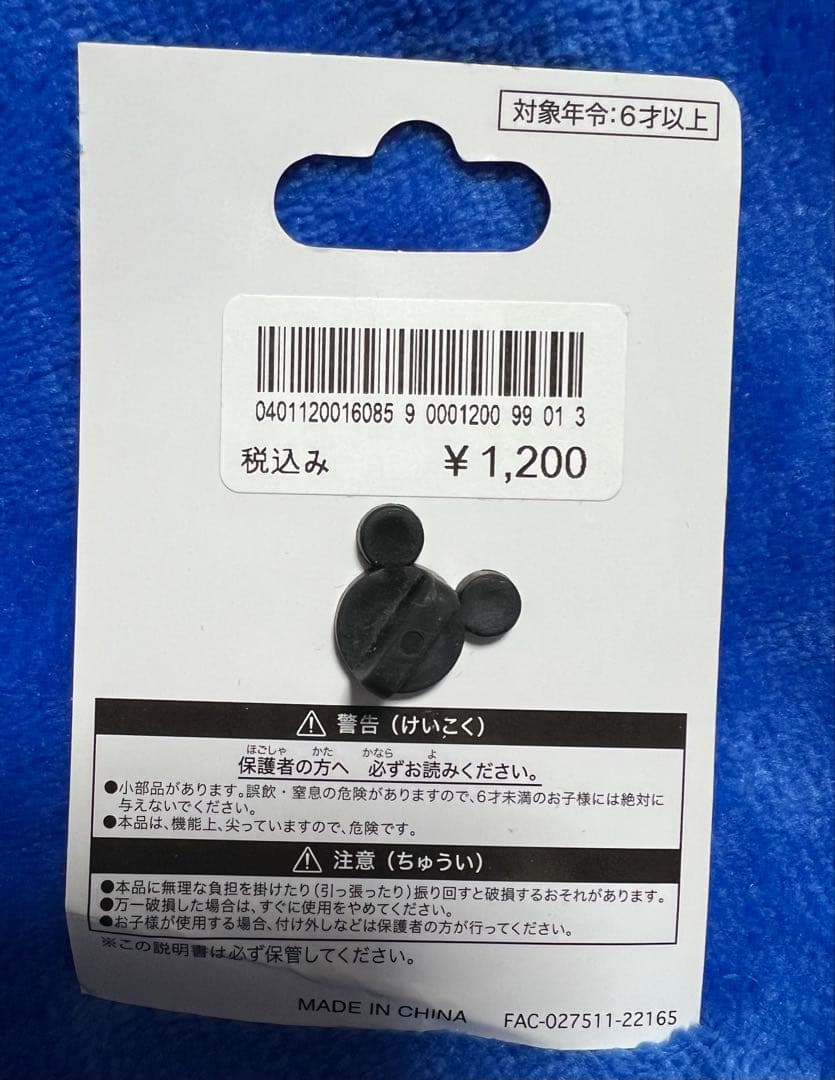 対象年令:6才以上
0401120016085 9 0001200 99 01 3
税込み ¥1,200
⚠ 警告（けいこく）
ほごしゃ かた かなら よ
保護者の方へ 必ずお読みください。
●小部品があります。誤飲・窒息の危険がありますので、6才未満のお子様には絶対に
与えないでください。
●本品は、機能上、尖っていますので、危険です。
⚠ 注意（ちゅうい）
●本品に無理な負担を掛けたり(引っ張ったり)振り回すと破損するおそれがあります。
●万一破損した場合は、すぐに使用をやめてください。
●お子様が使用する場合、付け外しなどは保護者の方が行ってください。
※この説明書は必ず保管してください。
MADE IN CHINA
FAC-027511-22165